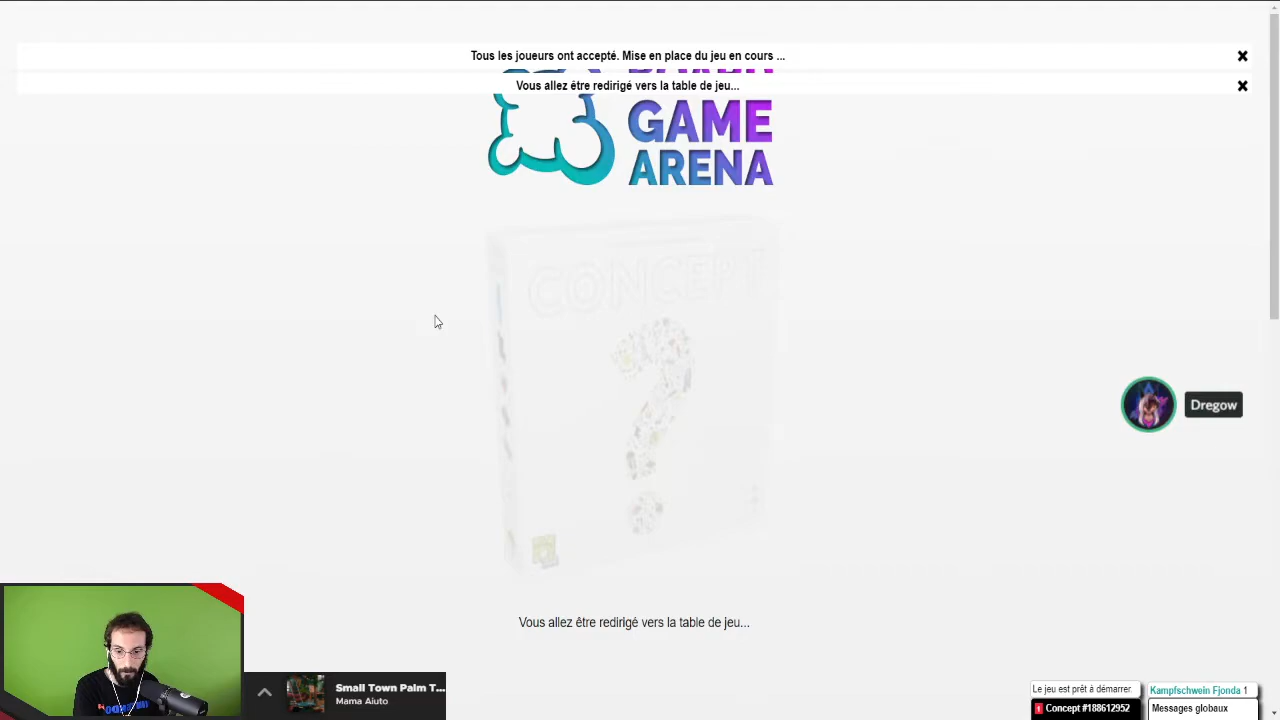 Tous les joueurs ont accepté. Mise en place du jeu en cours ...
Vous allez être redirigé vers la table de jeu...
GAME
ARENA
CONCEPT
?
Dregow
Vous allez être redirigé vers la table de jeu...
Small Town Palm T...
Mama Aiuto
Le jeu est prêt à démarrer.
1 Concept #188612952
Kampfschwein Fjonda 1
Messages globaux